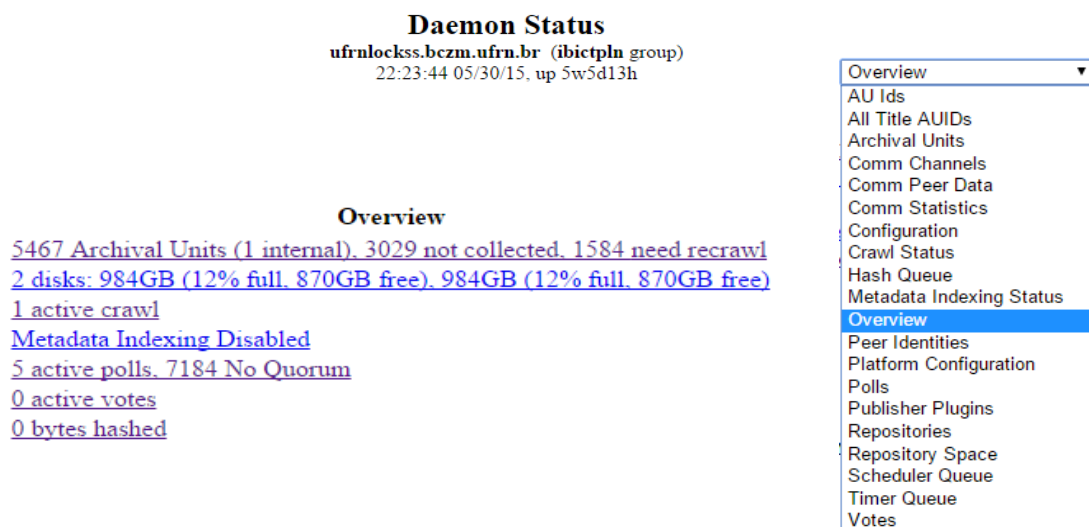 Daemon Status
ufrnlockss.bczm.ufrn.br (ibictpln group)
22:23:44 05/30/15, up 5w5d13h
Overview
5467 Archival Units (1 internal), 3029 not collected, 1584 need recrawl
2 disks: 984GB (12% full, 870GB free), 984GB (12% full, 870GB free)
1 active crawl
Metadata Indexing Disabled
5 active polls, 7184 No Quorum
0 active votes
0 bytes hashed
Overview
AU Ids
All Title AUIDs
Archival Units
Comm Channels
Comm Peer Data
Comm Statistics
Configuration
Crawl Status
Hash Queue
Metadata Indexing Status
Overview
Peer Identities
Platform Configuration
Polls
Publisher Plugins
Repositories
Repository Space
Scheduler Queue
Timer Queue
Votes